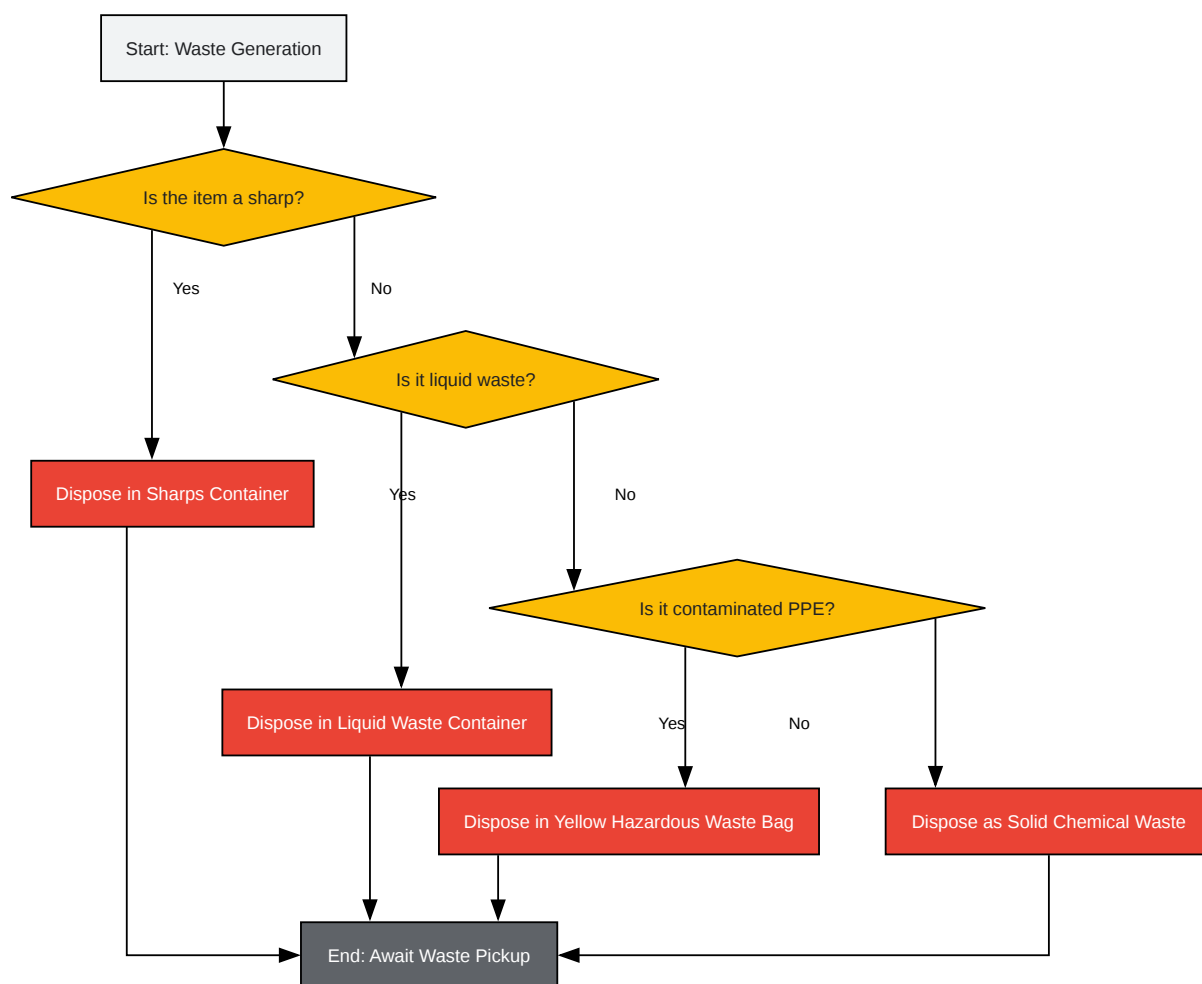 Start: Waste Generation
Is the item a sharp?
Yes
No
Is it liquid waste?
Dispose in Sharps Container
Yes
No
Is it contaminated PPE?
Dispose in Liquid Waste Container
Yes
No
Dispose in Yellow Hazardous Waste Bag
Dispose as Solid Chemical Waste
End: Await Waste Pickup